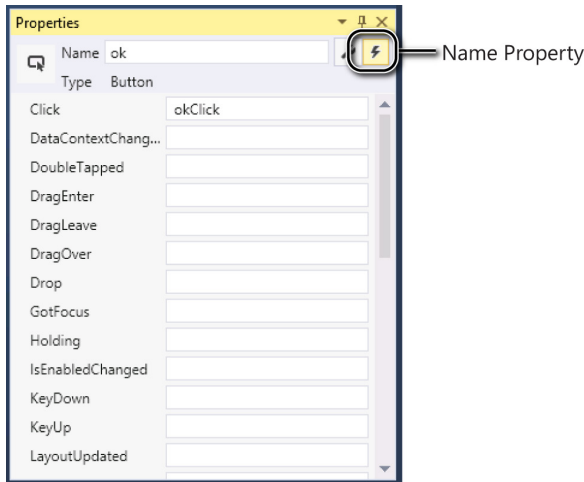 Properties
Name ok
Name Property
Type Button
Click okClick
DataContextChang...
DoubleTapped
DragEnter
DragLeave
DragOver
Drop
GotFocus
Holding
IsEnabledChanged
KeyDown
KeyUp
LayoutUpdated